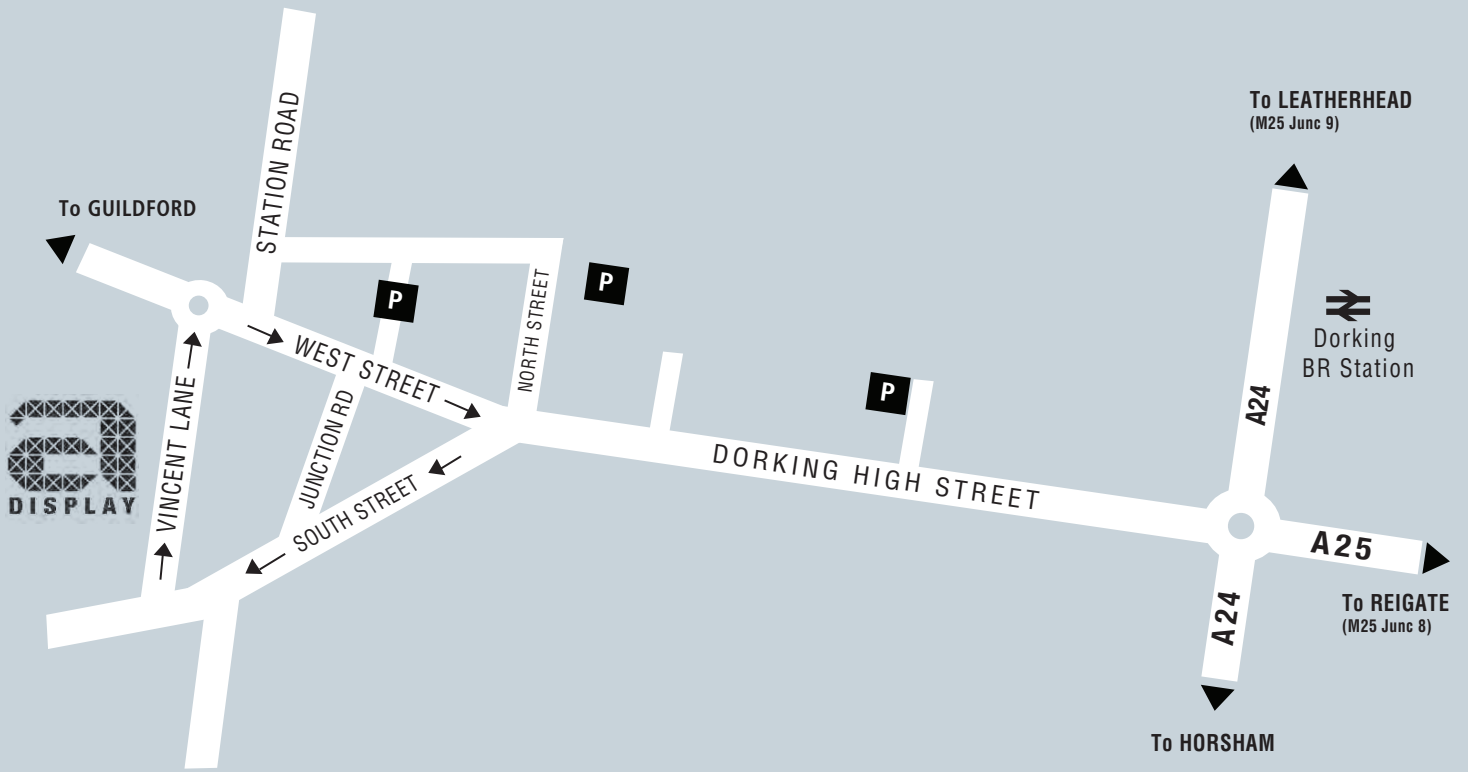 To LEATHERHEAD
(M25 Junc 9)
STATION ROAD
To GUILDFORD
P
P
NORTH STREET
Dorking
BR Station
WEST STREET
P
A24
JUNCTION RD
VINCENT LANE
a
DISPLAY
DORKING HIGH STREET
SOUTH STREET
A25
A24
To REIGATE
(M25 Junc 8)
To HORSHAM